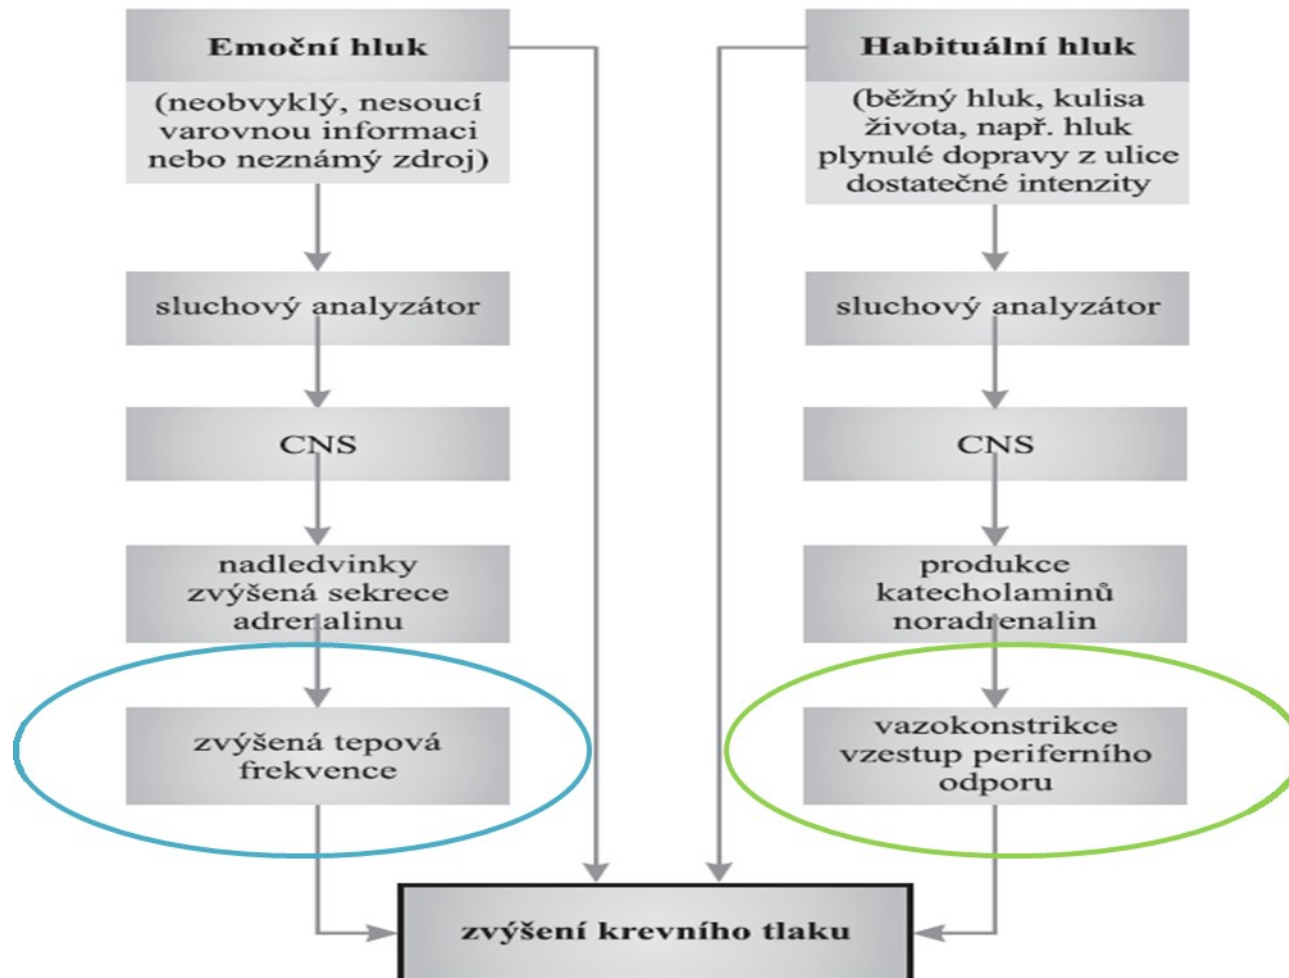 Emoční hluk
(neobvyklý, nesoucí
varovnou informaci
nebo neznámý zdroj)
sluchový analyzátor
CNS
nadledvinky
zvýšená sekrece
adrenalinu
zvýšená tepová
frekvence
Habituální hluk
(běžný hluk, kulisa
života, např. hluk
plynulé dopravy z ulice
dostatečné intenzity
sluchový analyzátor
CNS
produkce
katecholaminů
noradrenalin
vazokonstrikce
vzestup periferního
odporu
zvýšení krevního tlaku